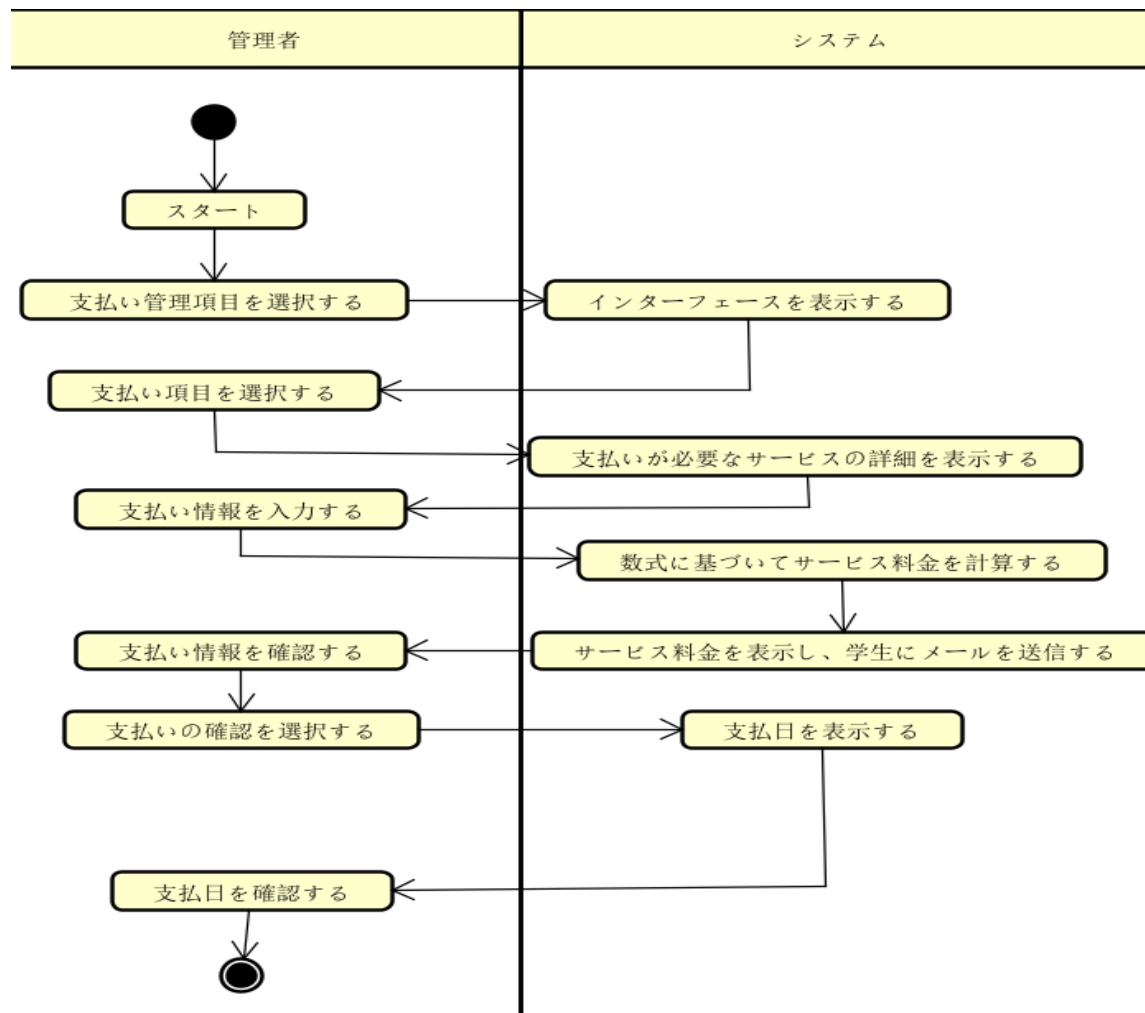 管理者
システム
スタート
支払い管理項目を選択する
インターフェースを表示する
支払い項目を選択する
支払いが必要なサービスの詳細を表示する
支払い情報を入力する
数式に基づいてサービス料金を計算する
支払い情報を確認する
サービス料金を表示し、学生にメールを送信する
支払いの確認を選択する
支払日を表示する
支払日を確認する